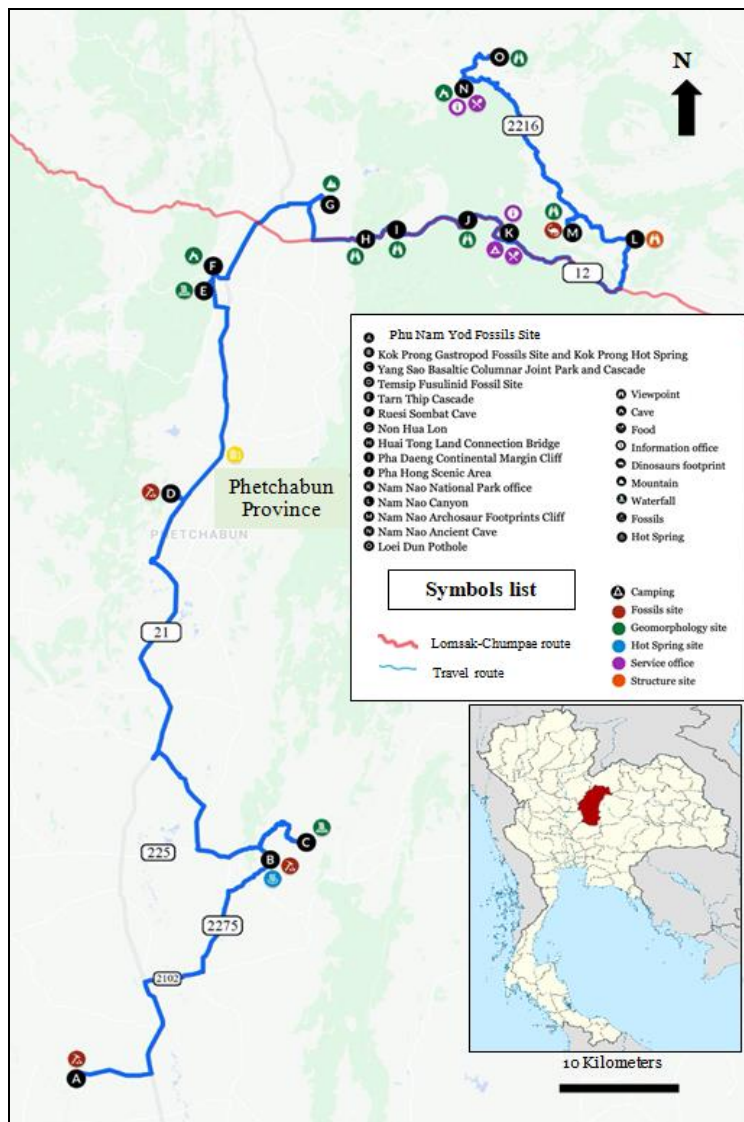 O
N
N
2216
G
H
I
J
K
M
L
12
F
E
D
Phetchabun
Province
PHETCHABUN
21
225
C
B
2275
2102
A
A Phu Nam Yod Fossils Site
B Kok Prong Gastropod Fossils Site and Kok Prong Hot Spring
C Yang Sao Basaltic Columnar Joint Park and Cascade
D Temsip Fusulinid Fossil Site
E Tarn Thip Cascade
F Ruesi Sombat Cave
G Non Hua Lon
H Huai Tong Land Connection Bridge
I Pha Daeng Continental Margin Cliff
J Pha Hong Scenic Area
K Nam Nao National Park office
L Nam Nao Canyon
M Nam Nao Archosaur Footprints Cliff
N Nam Nao Ancient Cave
O Loei Dun Pothole
Viewpoint
Cave
Food
Information office
Dinosaurs footprint
Mountain
Waterfall
Fossils
Hot Spring
Symbols list
Lomsak-Chumpae route
Travel route
Camping
Fossils site
Geomorphology site
Hot Spring site
Service office
Structure site
10 Kilometers